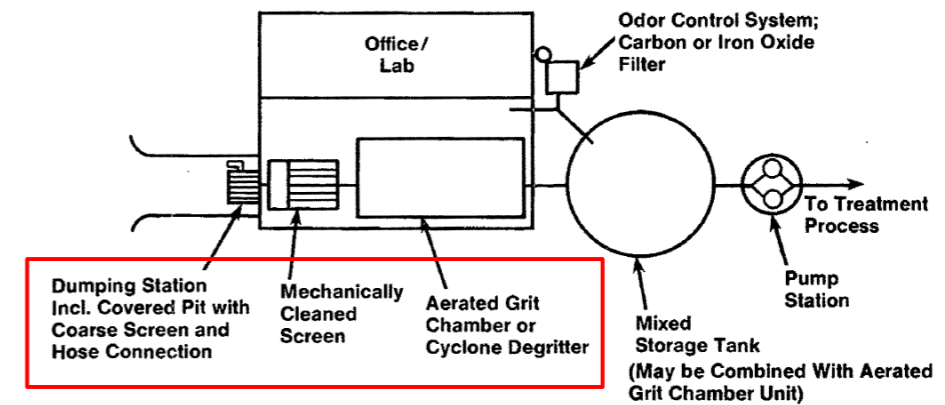 Office/
Lab
Odor Control System;
Carbon or Iron Oxide
Filter
To Treatment
Process
Dumping Station
Incl. Covered Pit with
Coarse Screen and
Hose Connection
Mechanically
Cleaned
Screen
Aerated Grit
Chamber or
Cyclone Degritter
Mixed
Storage Tank
(May be Combined With Aerated
Grit Chamber Unit)
Pump
Station